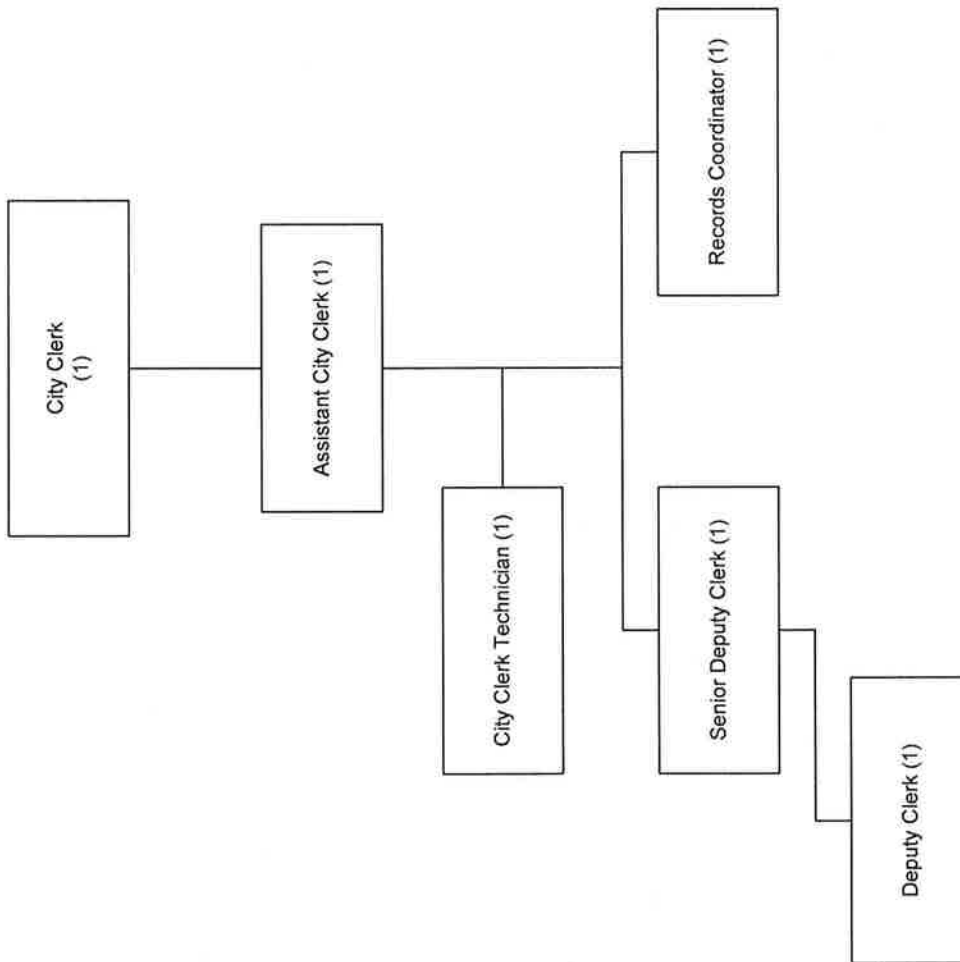 City Clerk
(1)
Assistant City Clerk (1)
City Clerk Technician (1)
Senior Deputy Clerk (1)
Records Coordinator (1)
Deputy Clerk (1)